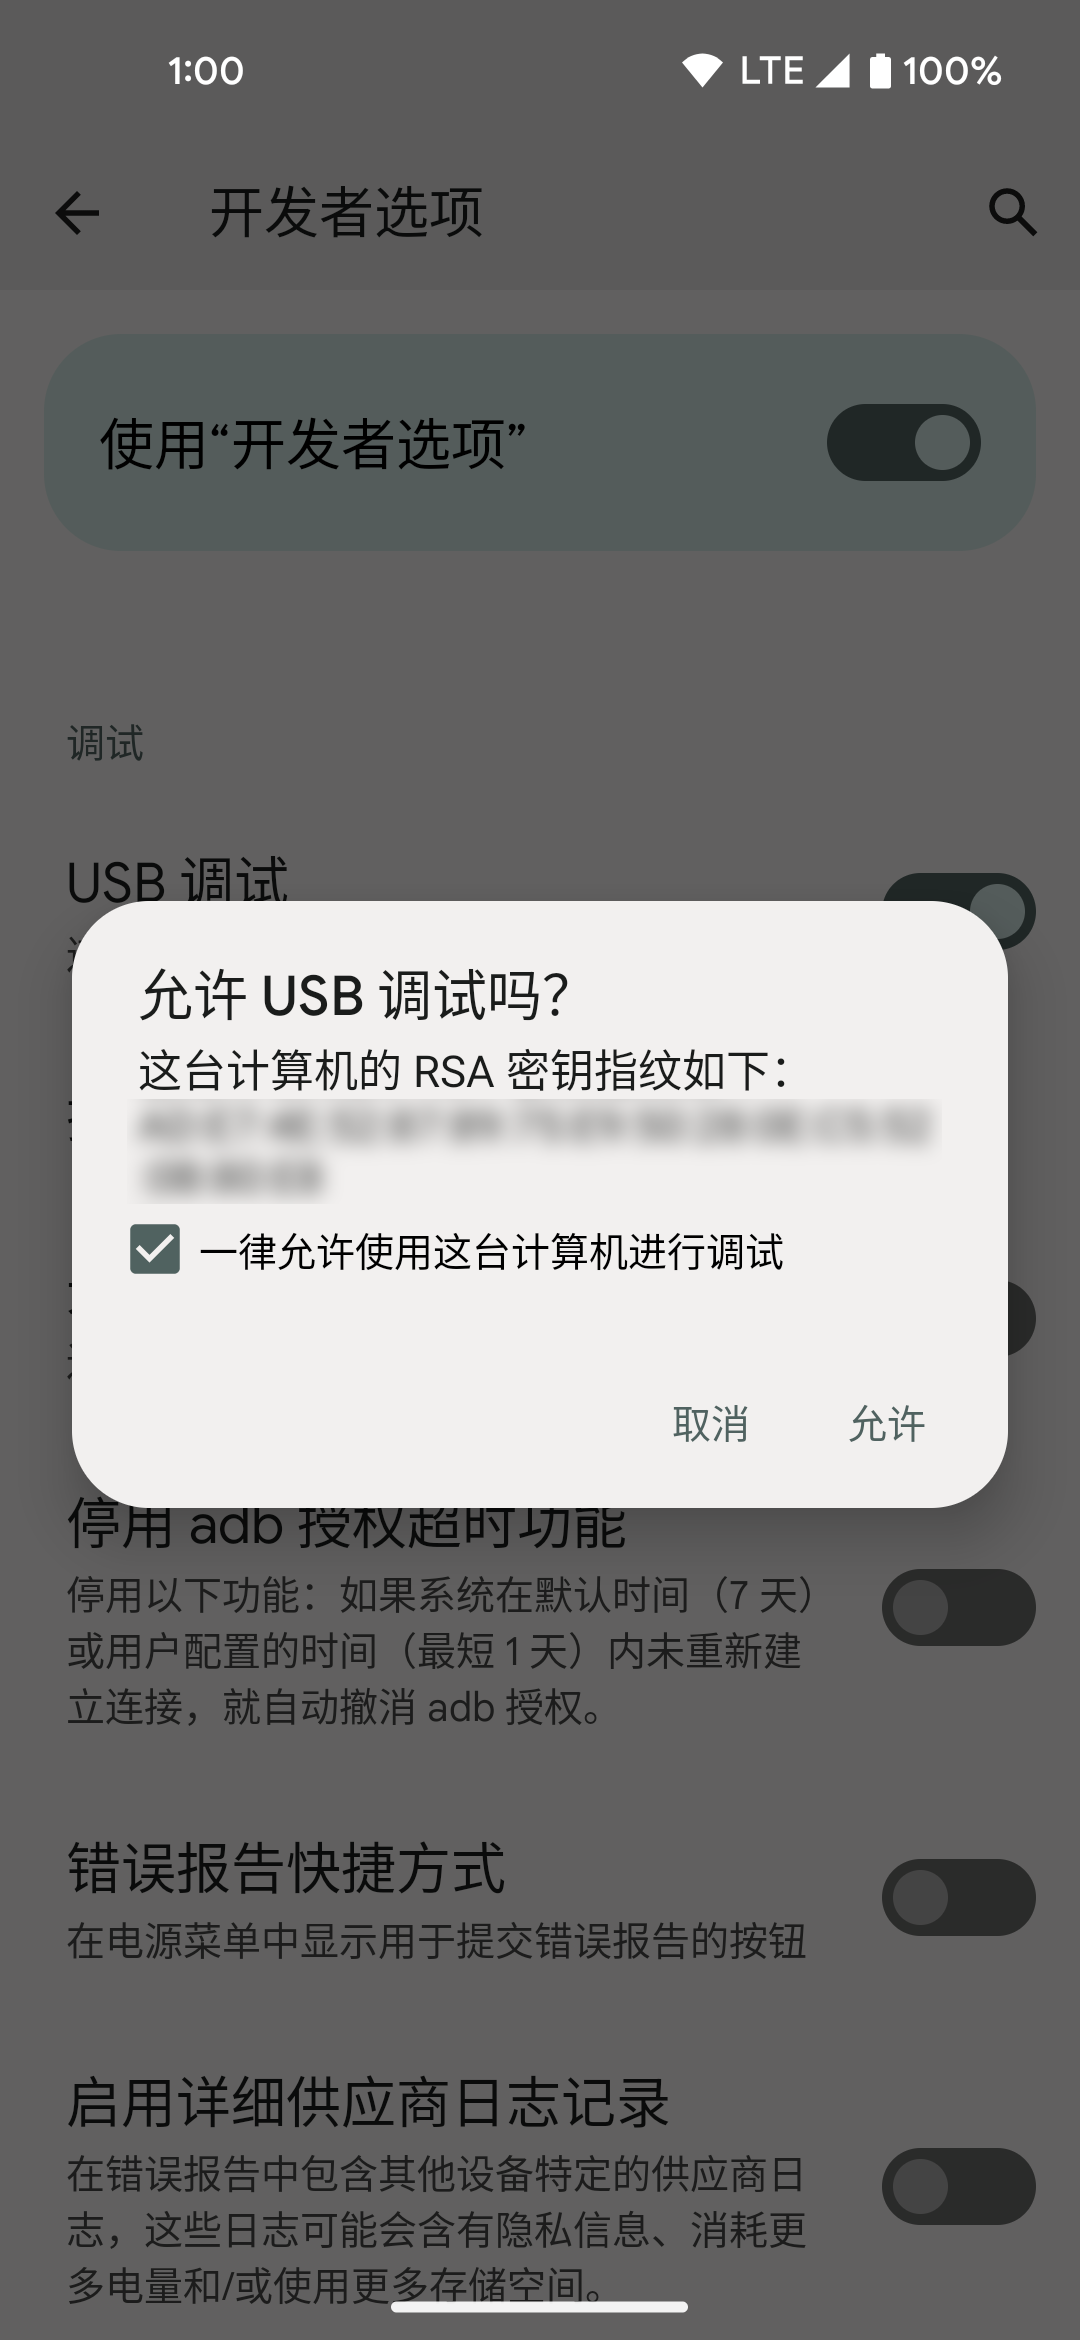 1:00
LTE
100%
开发者选项
使用“开发者选项”
调试
USB 调试
允许 USB 调试吗？
这台计算机的 RSA 密钥指纹如下：
一律允许使用这台计算机进行调试
取消
允许
停用 adb 授权超时功能
停用以下功能：如果系统在默认时间（7 天）
或用户配置的时间（最短 1 天）内未重新建
立连接，就自动撤消 adb 授权。
错误报告快捷方式
在电源菜单中显示用于提交错误报告的按钮
启用详细供应商日志记录
在错误报告中包含其他设备特定的供应商日
志，这些日志可能会含有隐私信息、消耗更
多电量和/或使用更多存储空间。